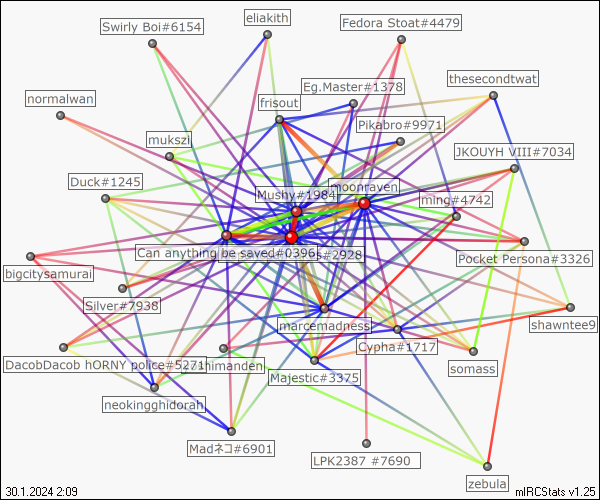 eliakith
Swirly Boi#6154
Fedora Stoat#4479
thesecondtwat
Eg.Master#1378
normalwan
frisout
Pikabro#9971
mukszi
JKOUYH VIII#7034
Duck#1245
moonraven
Mushy#1984
ming#4742
Can anything be saved#0396
#2928
Pocket Persona#3326
bigcitysamurai
Silver#7938
marcemadness
shawntee9
Cypha#1717
DacobDacob hORNY police#5271
himanden
somass
Majestic#3375
neokingghidorah
Madネコ#6901
LPK2387 #7690
zebula
30.1.2024 2:09
mIRCStats v1.25